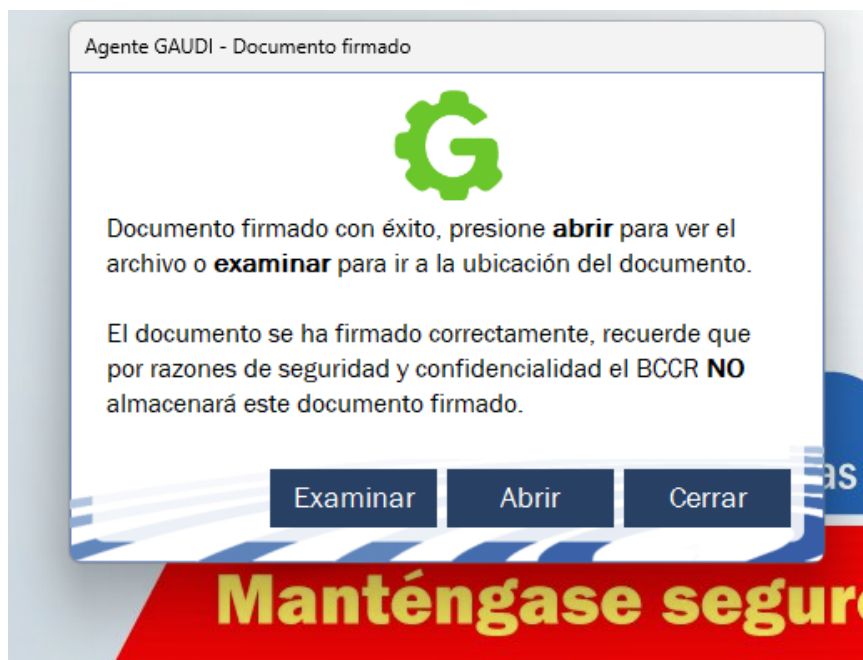 Agente GAUDI - Documento firmado
G
Documento firmado con éxito, presione abrir para ver el
archivo o examinar para ir a la ubicación del documento.
El documento se ha firmado correctamente, recuerde que
por razones de seguridad y confidencialidad el BCCR NO
almacenará este documento firmado.
as
Examinar Abrir Cerrar
Manténgase segur